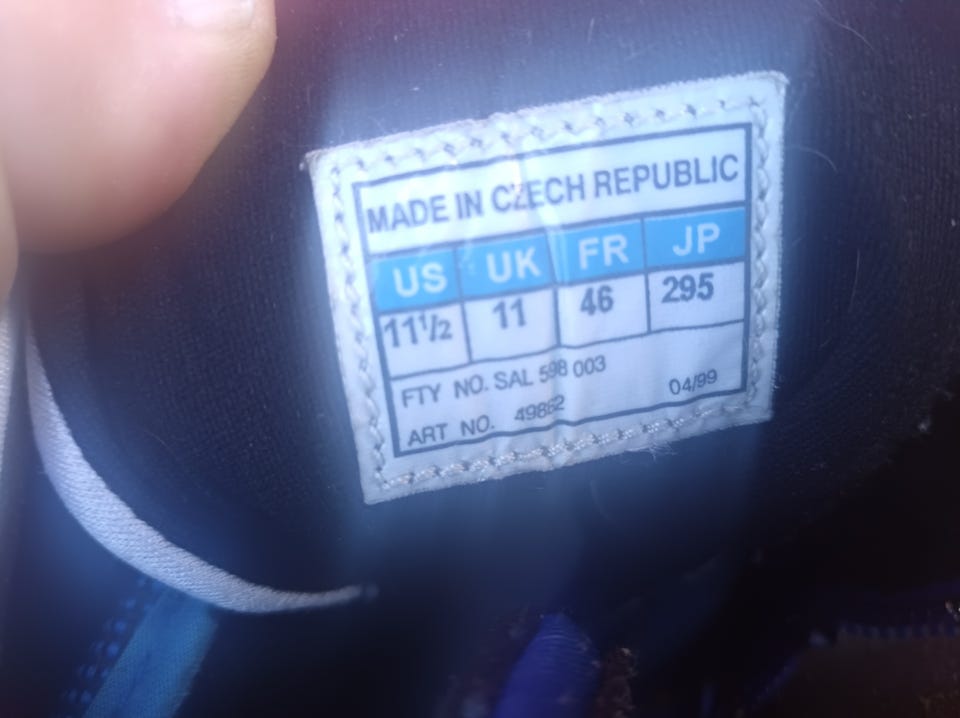 MADE IN CZECH REPUBLIC
US UK FR JP
11½ 11 46 295
FTY NO. SAL 598 003
ART NO. 49862 04/99